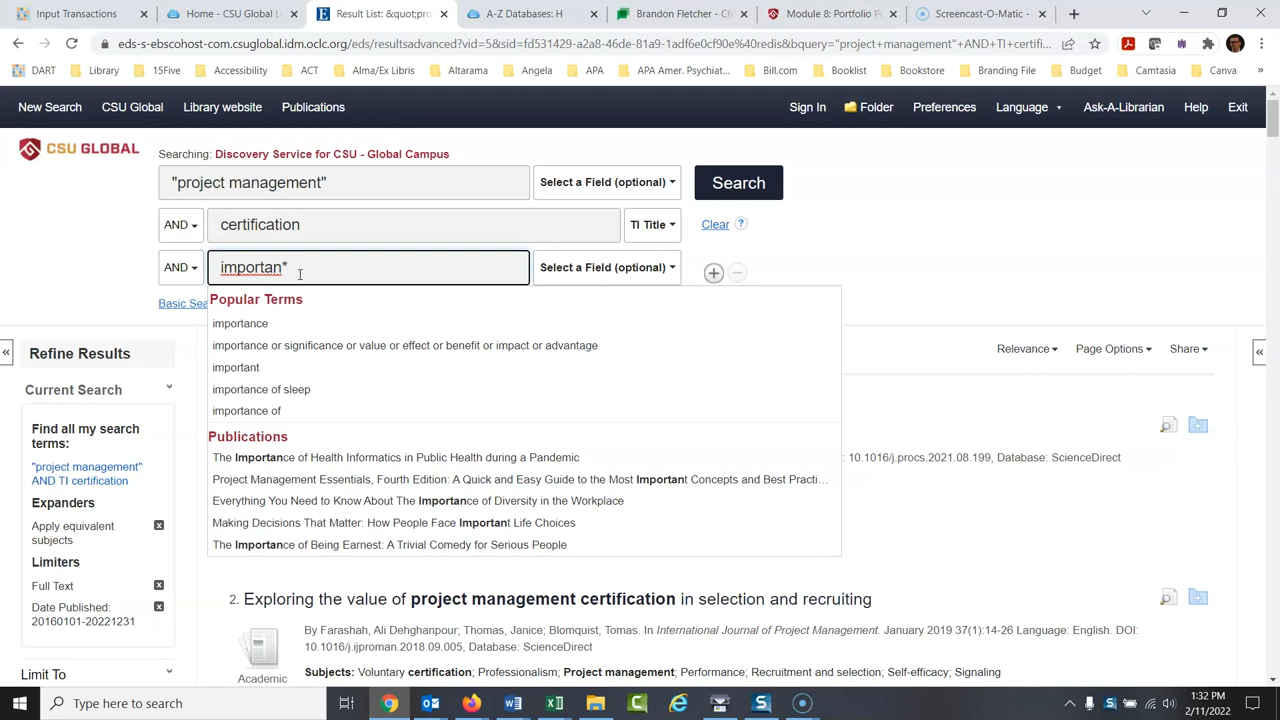 Input Transactions
Home - CSU Global Li
Result List: &quot;pro
A-Z Databases: H
Brandon Fletcher - Ch
Module 8: Portfolio P
Screencast-O-Matic -
eds-s-ebscohost-com.csuglobal.idm.oclc.org/eds/resultsadvanced?vid=5&sid=fd531429-a2a8-46de-81a9-1adf6e0cf90e%40redis&bquery="project+management"+AND+TI+certifi...
DART
Library
15Five
Accessibility
ACT
Alma/Ex Libris
Altarama
Angela
APA
APA Amer. Psychiat...
Bill.com
Booklist
Bookstore
Branding File
Budget
Camtasia
Canva
»
New Search
CSU Global
Library website
Publications
Sign In
Folder
Preferences
Language
Ask-A-Librarian
Help
Exit
CSU GLOBAL
Searching: Discovery Service for CSU - Global Campus
"project management"
Select a Field (optional)
Search
AND
certification
TI Title
Clear
?
AND
importan*
Select a Field (optional)
Basic Sea
Popular Terms
importance
importance or significance or value or effect or benefit or impact or advantage
important
importance of sleep
importance of
Publications
The Importance of Health Informatics in Public Health during a Pandemic
Project Management Essentials, Fourth Edition: A Quick and Easy Guide to the Most Important Concepts and Best Practi...
Everything You Need to Know About The Importance of Diversity in the Workplace
Making Decisions That Matter: How People Face Important Life Choices
The Importance of Being Earnest: A Trivial Comedy for Serious People
«
Refine Results
Current Search
Find all my search
terms:
"project management"
AND TI certification
Expanders
Apply equivalent
subjects
Limiters
Full Text
Date Published:
20160101-20221231
Limit To
Relevance
Page Options
Share
«
: 10.1016/j.procs.2021.08.199, Database: ScienceDirect
2. Exploring the value of project management certification in selection and recruiting
By Farashah, Ali Dehghanpour; Thomas, Janice; Blomquist, Tomas. In International Journal of Project Management. January 2019 37(1):14-26 Language: English. DOI:
10.1016/j.ijproman.2018.09.005, Database: ScienceDirect
Academic
Subjects: Voluntary certification; Professionalism; Project management; Performance; Recruitment and selection; Self-efficacy; Signaling
Type here to search
1:32 PM
2/11/2022